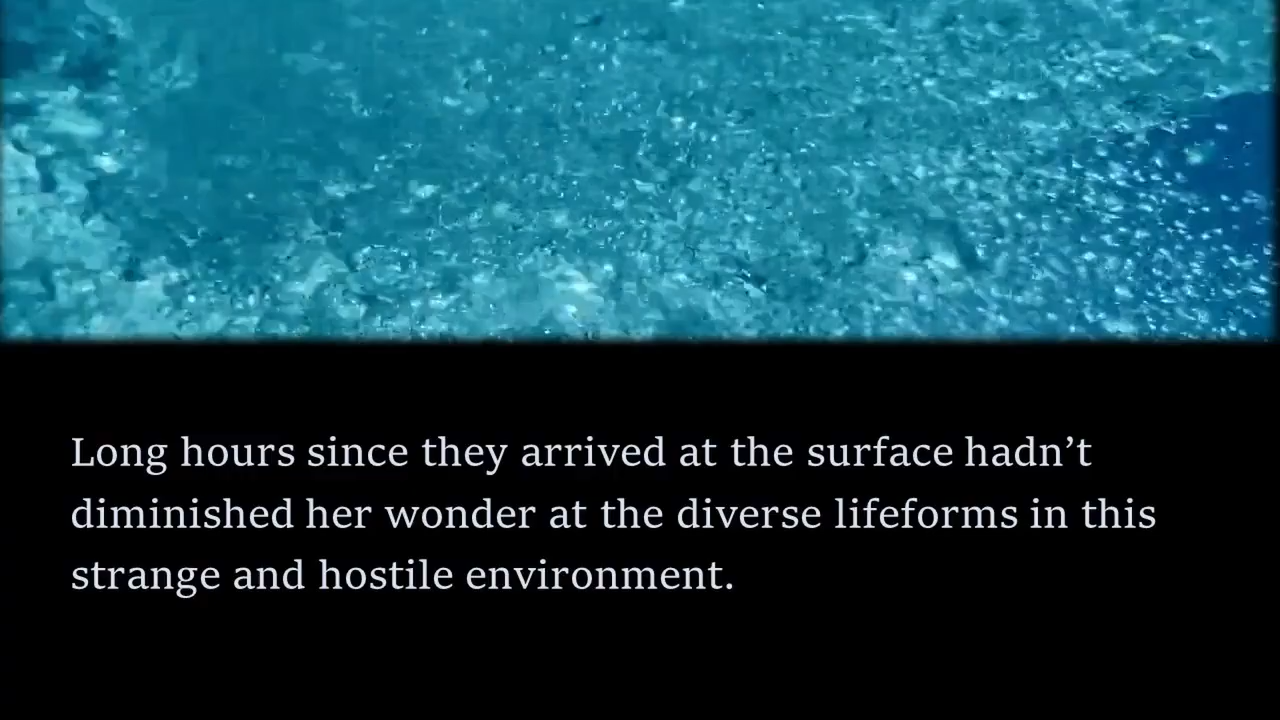 Long hours since they arrived at the surface hadn’t
diminished her wonder at the diverse lifeforms in this
strange and hostile environment.